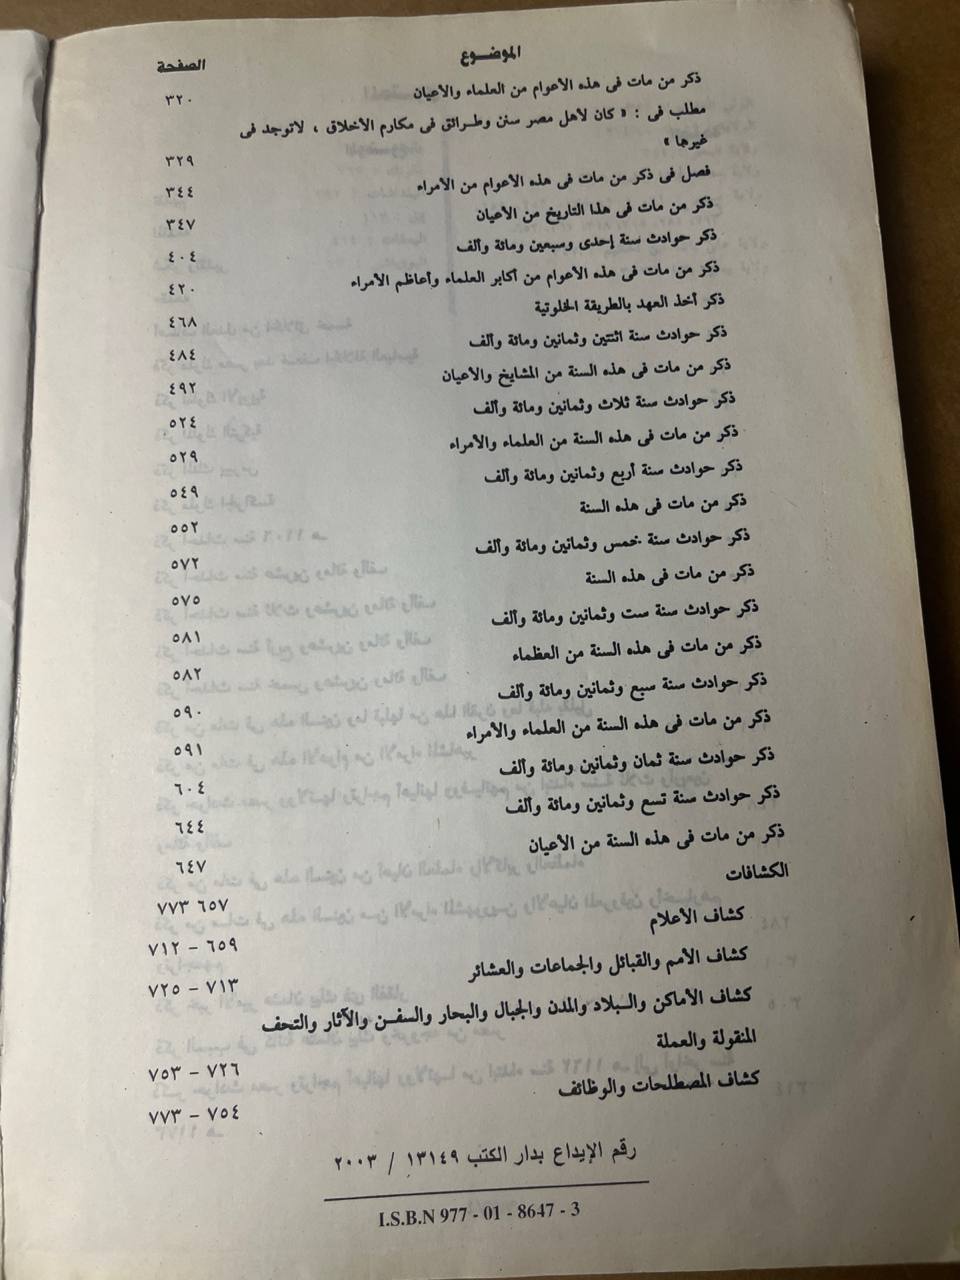 الموضــوع الصفحة
ذكر من مات فى هذه الأعوام من العلماء والأعيان ٣٢٠
مطلب فى : « كان لأهل مصر سنن وطـرائق فى مكارم الأخلاق ، لاتوجد فى
غيرها » ٣٢٩
فصل فى ذكر من مات فى هذه الأعوام من الأمراء ٣٤٤
ذكر من مات فى هذا التاريخ من الأعيان ٣٤٧
ذكر حوادث سنة إحدى وسبعين ومائة وألف ٤٠٤
ذكر من مات فى هذه الأعوام من أكابر العلماء وأعاظم الأمراء ٤٢٠
ذكر أخذ العهد بالطريقة الخلوتية ٤٦٨
ذكر حوادث سنة اثنتين وثمانين ومائة وألف ٤٨٤
ذكر من مات فى هذه السنة من المشايخ والأعيان ٤٩٢
ذكر حوادث سنة ثلاث وثمانين ومائة وألف ٥٢٤
ذكر من مات فى هذه السنة من العلماء والأمراء ٥٢٩
ذكر حوادث سنة أربع وثمانين ومائة وألف ٥٤٩
ذكر من مات فى هذه السنة ٥٥٢
ذكر حوادث سنة خمس وثمانين ومائة وألف ٥٧٢
ذكر من مات فى هذه السنة ٥٧٥
ذكر حوادث سنة ست وثمانين ومائة وألف ٥٨١
ذكر من مات فى هذه السنة من العظماء ٥٨٢
ذكر حوادث سنة سبع وثمانين ومائة وألف ٥٩٠
ذكر من مات فى هذه السنة من العلماء والأمراء ٥٩١
ذكر حوادث سنة ثمان وثمانين ومائة وألف ٦٠٤
ذكر حوادث سنة تسع وثمانين ومائة وألف ٦٤٤
ذكر من مات فى هذه السنة من الأعيان ٦٤٧
الكشافات ٦٥٧ ٧٧٣
كشاف الأعلام ٦٥٩ – ٧١٢
كشاف الأمم والقبائل والجماعات والعشائر ٧١٣ – ٧٢٥
كشاف الأماكن والـبلاد والمدن والجبال والبحار والسفـن والآثار والتحف
المنقولة والعملة ٧٢٦ – ٧٥٣
كشاف المصطلحات والوظائف ٧٥٤ – ٧٧٣
رقم الإيداع بدار الكتب ١٣١٤٩ / ٢٠٠٣
I.S.B.N 977 - 01 - 8647 - 3